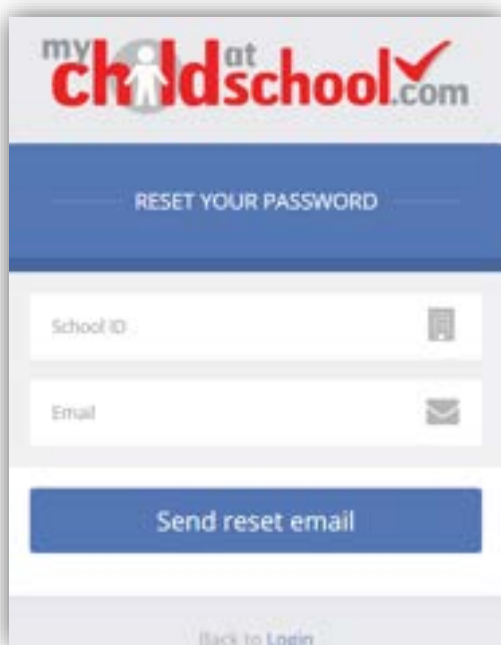 my child at school.com
RESET YOUR PASSWORD
School ID
Email
Send reset email
Back to Login